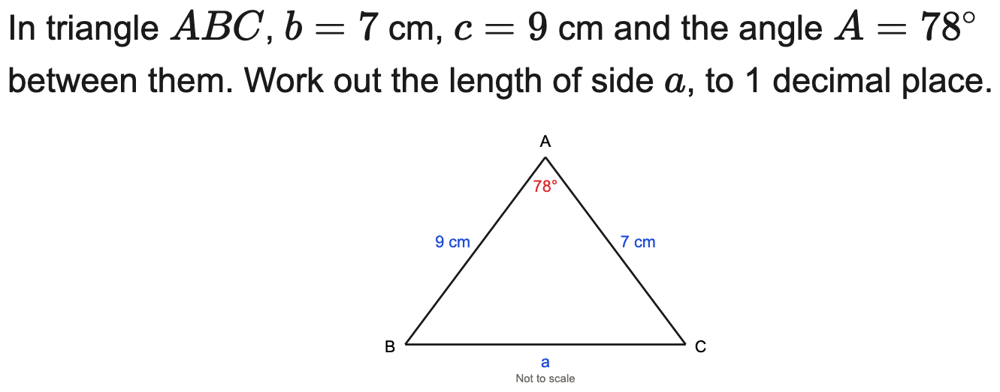 In triangle ABC, b = 7 cm, c = 9 cm and the angle A = 78°
between them. Work out the length of side a, to 1 decimal place.
A
78°
9 cm
7 cm
B
C
a
Not to scale